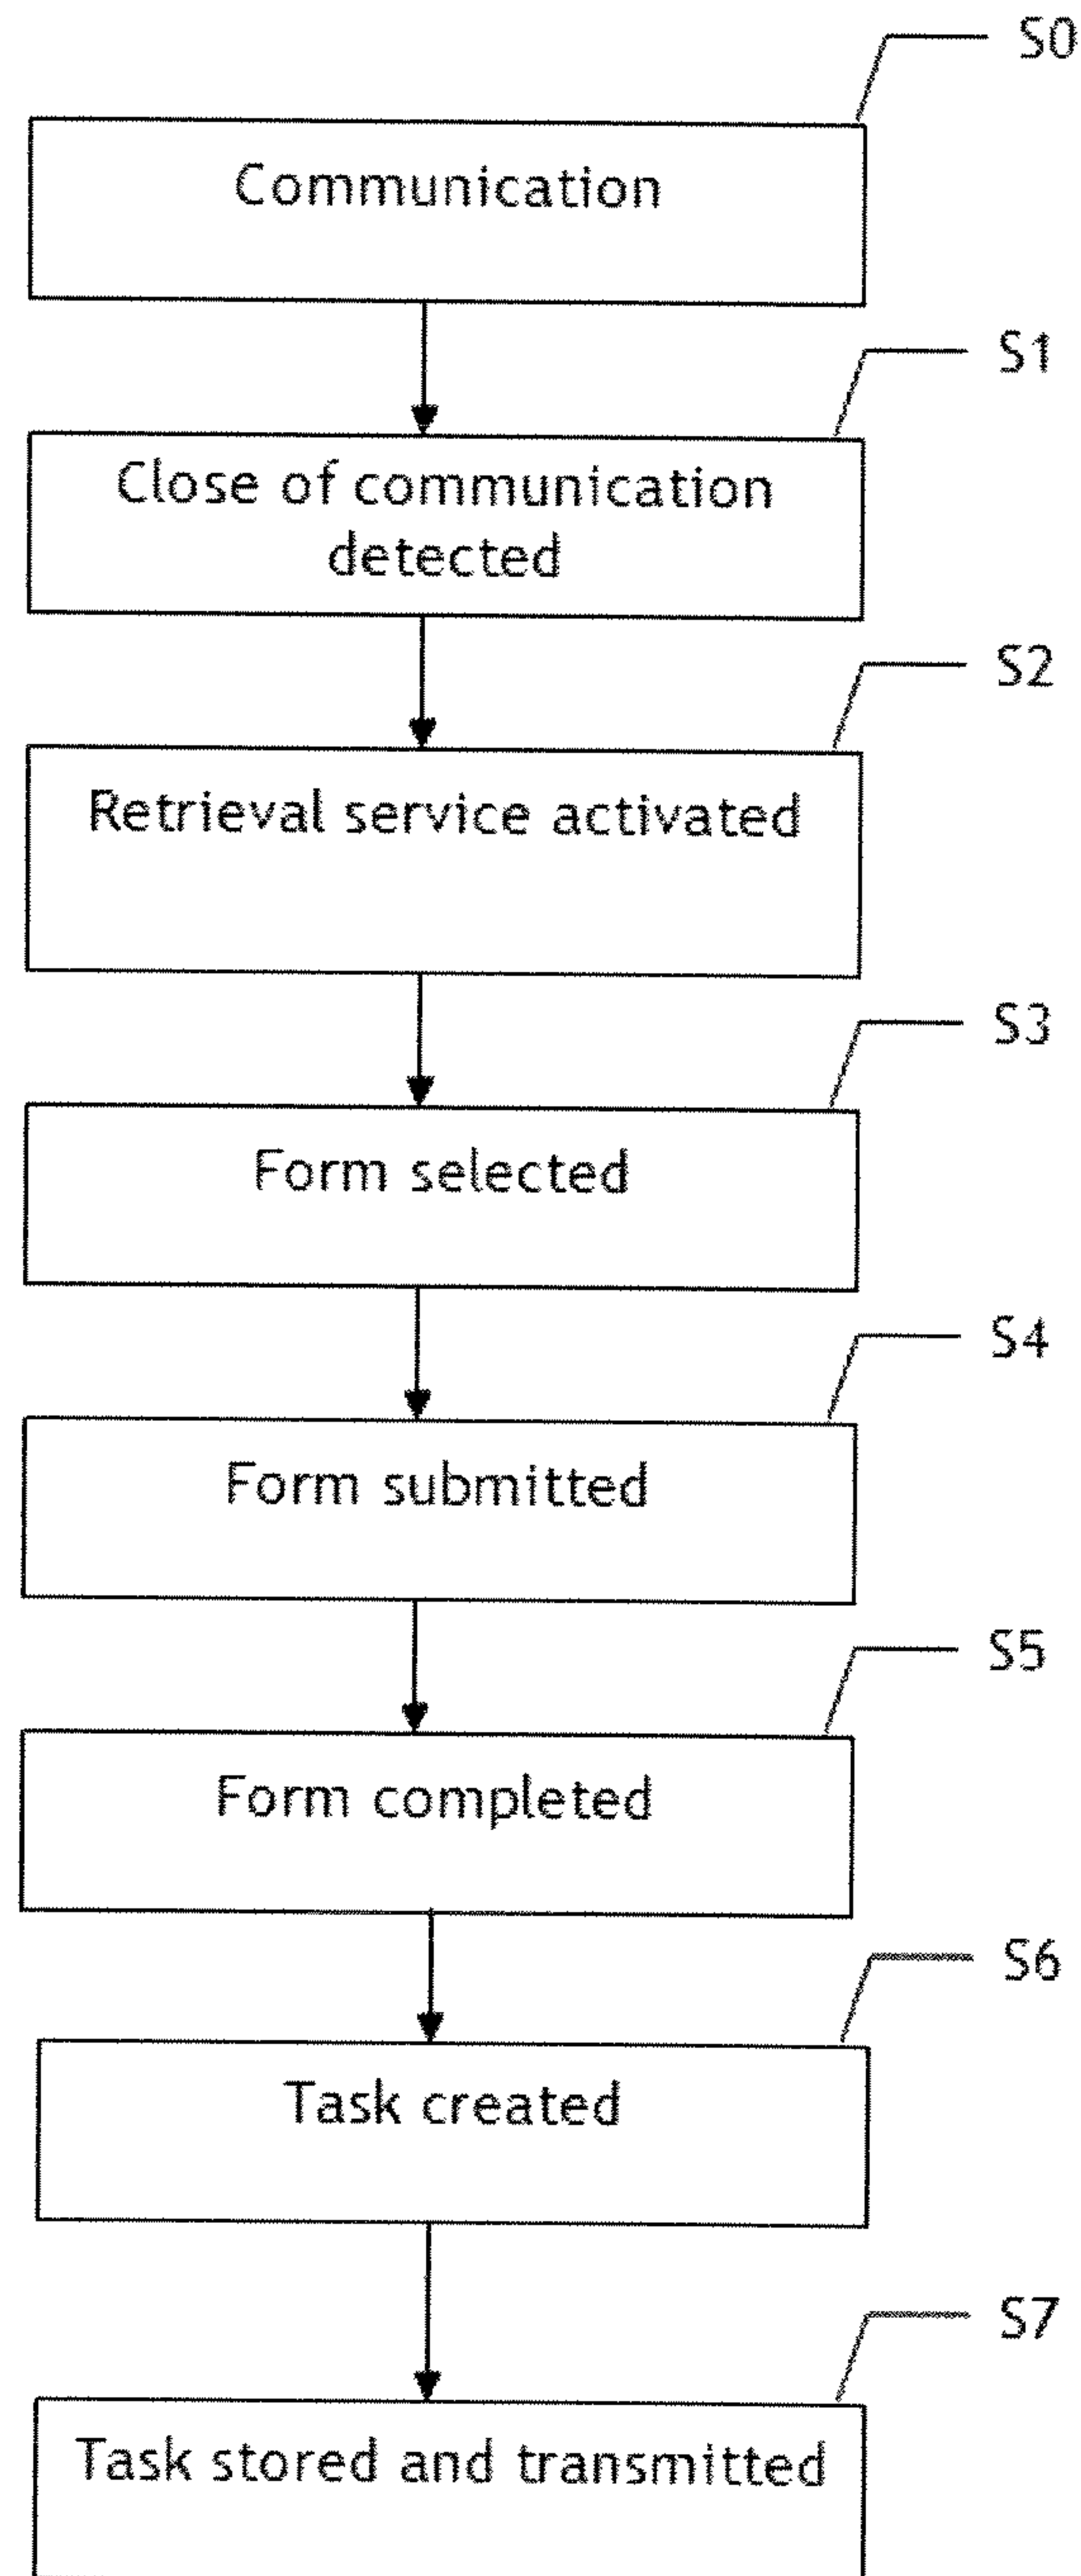 S0
Communication
S1
Close of communication
detected
S2
Retrieval service activated
S3
Form selected
S4
Form submitted
S5
Form completed
S6
Task created
S7
Task stored and transmitted